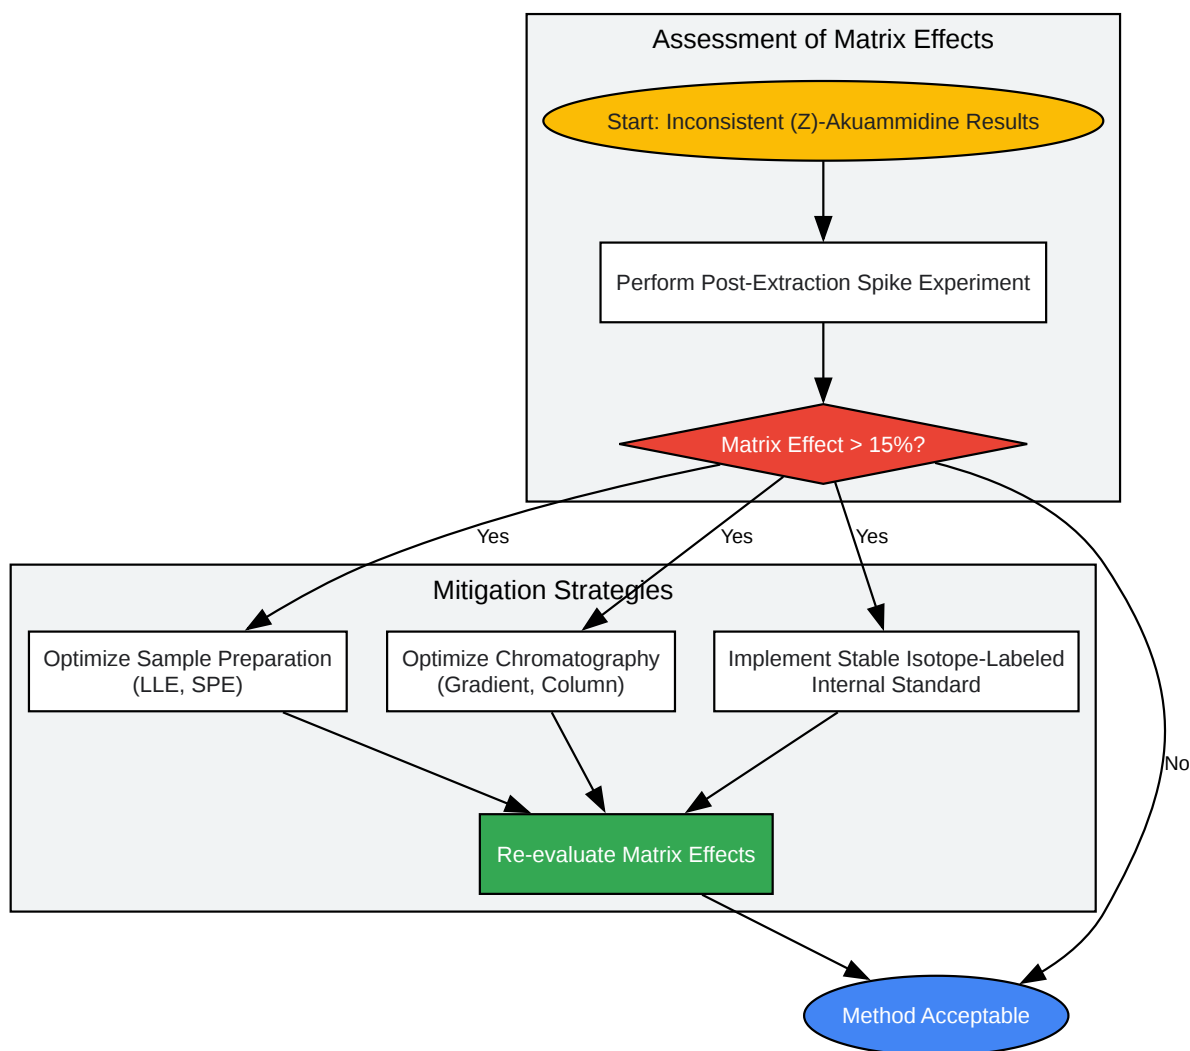 Assessment of Matrix Effects
Start: Inconsistent (Z)-Akuammidine Results
Perform Post-Extraction Spike Experiment
Matrix Effect > 15%?
Yes
Yes
Yes
Mitigation Strategies
Optimize Sample Preparation
(LLE, SPE)
Optimize Chromatography
(Gradient, Column)
Implement Stable Isotope-Labeled
Internal Standard
No
Re-evaluate Matrix Effects
Method Acceptable